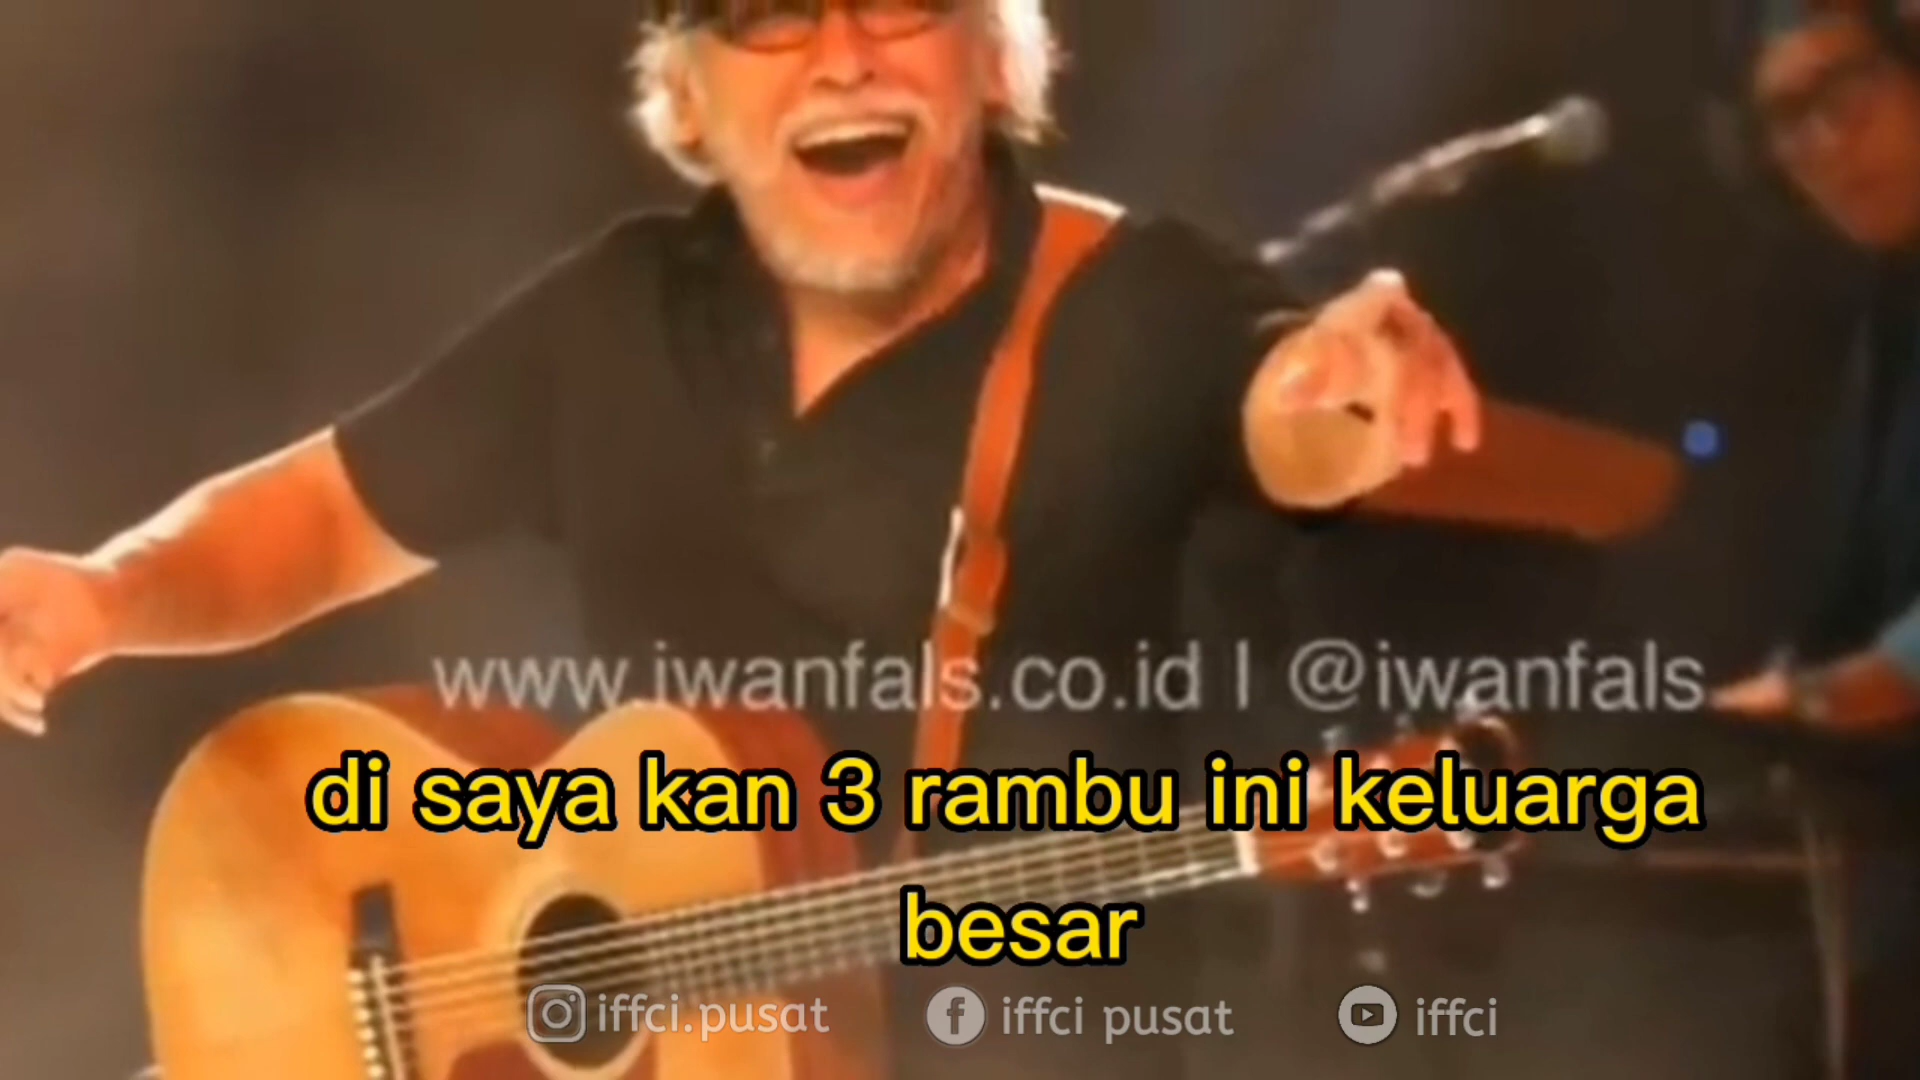 www.iwanfals.co.id | @iwanfals
di saya kan 3 rambu ini keluarga
besar
iffci.pusat iffci pusat iffci